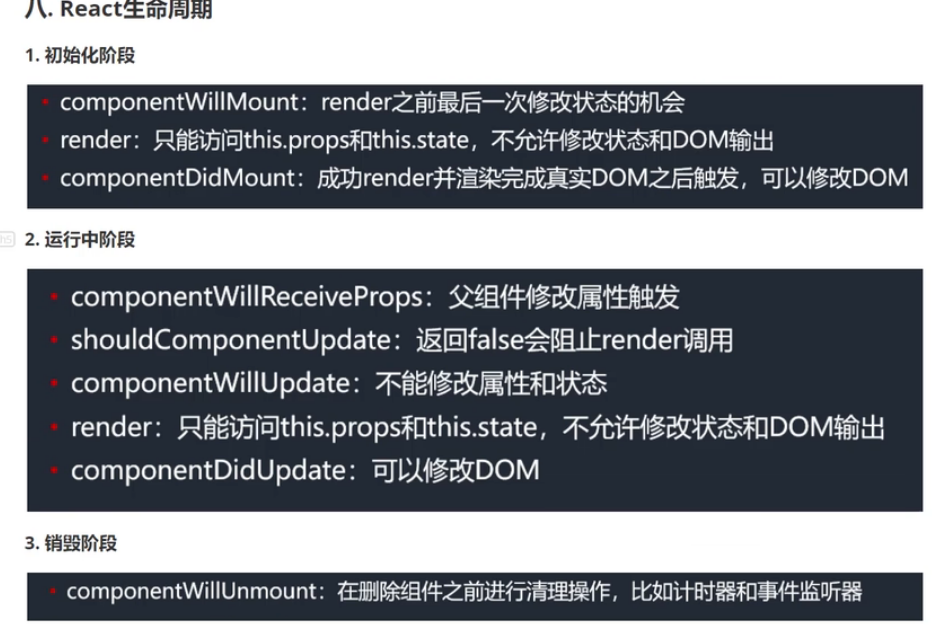 八. React生命周期
1. 初始化阶段
componentWillMount：render之前最后一次修改状态的机会
render：只能访问this.props和this.state，不允许修改状态和DOM输出
componentDidMount：成功render并渲染完成真实DOM之后触发，可以修改DOM
h5 2. 运行中阶段
componentWillReceiveProps：父组件修改属性触发
shouldComponentUpdate：返回false会阻止render调用
componentWillUpdate：不能修改属性和状态
render：只能访问this.props和this.state，不允许修改状态和DOM输出
componentDidUpdate：可以修改DOM
3. 销毁阶段
componentWillUnmount：在删除组件之前进行清理操作，比如计时器和事件监听器